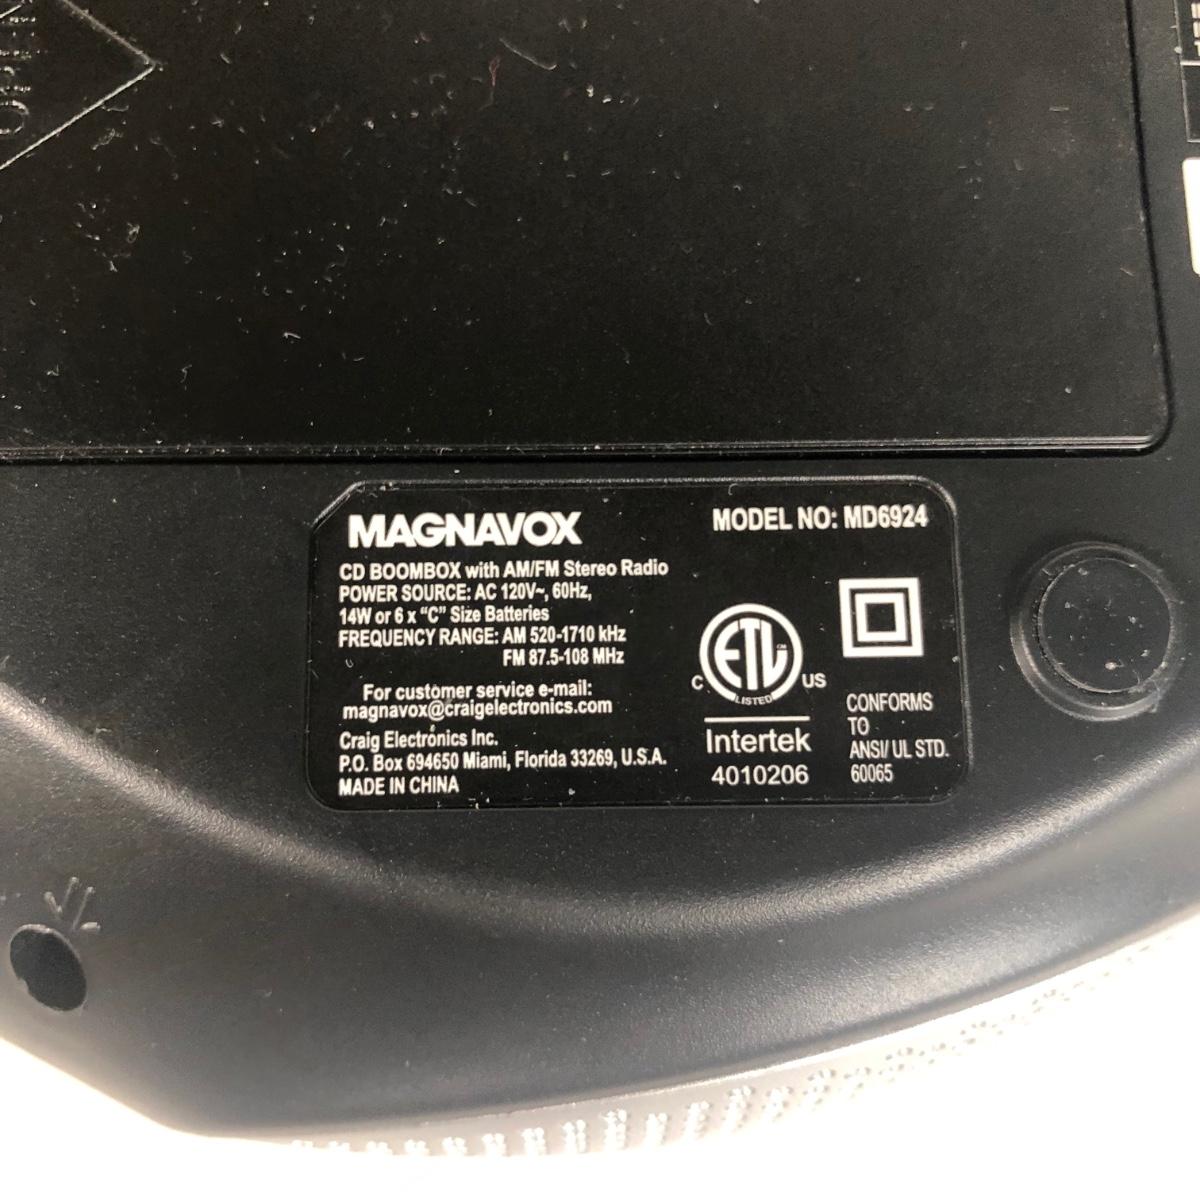 OPEN
MAGNAVOX
MODEL NO: MD6924
CD BOOMBOX with AM/FM Stereo Radio
POWER SOURCE: AC 120V~, 60Hz,
14W or 6 x “C” Size Batteries
FREQUENCY RANGE: AM 520-1710 kHz
FM 87.5-108 MHz
For customer service e-mail:
magnavox@craigelectronics.com
Craig Electronics Inc.
P.O. Box 694650 Miami, Florida 33269, U.S.A.
MADE IN CHINA
ETL CM
C US
LISTED
Intertek
4010206
CONFORMS
TO
ANSI/ UL STD.
60065